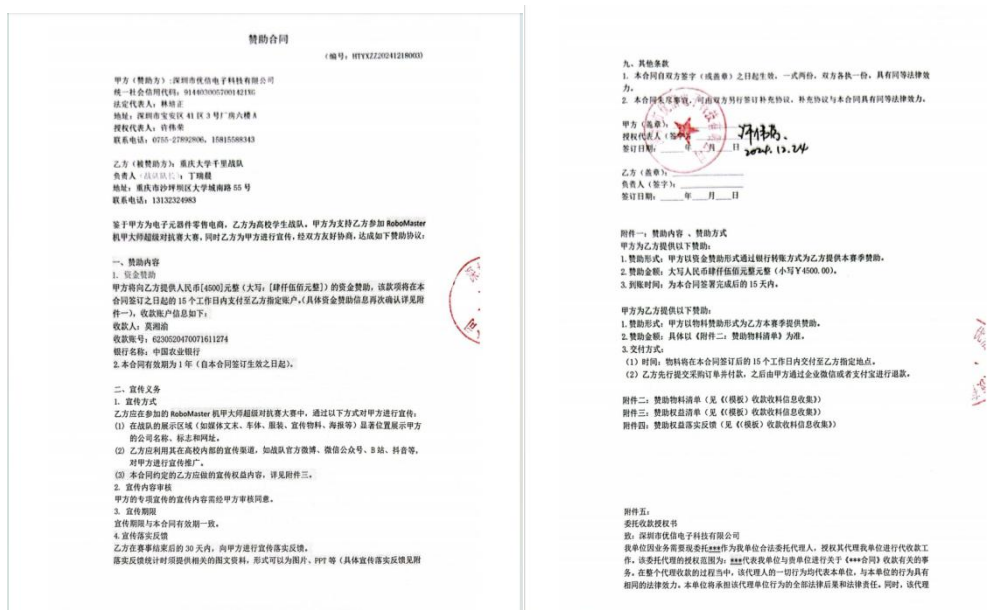 赞助合同
(编号：HTYXZZ20241218003)
甲方（赞助方）:深圳市优信电子科技有限公司
统一社会信用代码：914403005700142186
法定代表人：林培正
地址：深圳市宝安区 41 区 3 号厂房六楼 A
授权代表人：许伟荣
联系电话：0755-27892806，15815588343
乙方（被赞助方）：重庆大学千里战队
负责人（战队队长）：丁瑞晨
地址：重庆市沙坪坝区大学城南路 55 号
联系电话：13132324983
鉴于甲方为电子元器件零售电商，乙方为高校学生战队。甲方为支持乙方参加 RoboMaster
机甲大师超级对抗赛大赛，同时乙方为甲方进行宣传，经双方友好协商，达成如下赞助协议：
一、赞助内容
1. 资金赞助
甲方将向乙方提供人民币[4500]元整（大写：[肆仟伍佰元整]）的资金赞助，该款项将在本
合同签订之日起的 15 个工作日内支付至乙方指定账户。（具体资金赞助信息再次确认详见附
件一），收款账户信息如下：
收款人：莫湘渝
收款账号：6230520470071611274
银行名称：中国农业银行
2.本合同有效期为 1 年（自本合同签订生效之日起）。
二、宣传义务
1. 宣传方式
乙方应在参加的 RoboMaster 机甲大师超级对抗赛大赛中，通过以下方式对甲方进行宣传：
(1) 在战队的展示区域（如媒体文末、车体、服装、宣传物料、海报等）显著位置展示甲方
的公司名称、标志和网址。
(2) 乙方应利用其在高校内部的宣传渠道，如战队官方微博、微信公众号、B 站、抖音等，
对甲方进行宣传推广。
(3) 本合同约定的乙方应做的宣传权益内容，详见附件三。
2. 宣传内容审核
甲方的专项宣传的宣传内容需经甲方审核同意。
3. 宣传期限
宣传期限与本合同有效期一致。
4.宣传落实反馈
乙方在赛事结束后的 30 天内，向甲方进行宣传落实反馈。
落实反馈统计时须提供相关的图文资料，形式可以为图片、PPT 等（具体宣传落实反馈见附
九、其他条款
1. 本合同自双方签字（或盖章）之日起生效，一式两份，双方各执一份，具有同等法律效
力。
2. 本合同未尽事宜，可由双方另行签订补充协议，补充协议与本合同具有同等法律效力。
甲方（盖章）：
授权代表人（签字）： 许伟荣
签订日期： 年 月 日 2024.12.24
乙方（盖章）：
负责人（签字）：
签订日期： 年 月 日
附件一：赞助内容 、赞助方式
甲方为乙方提供以下赞助：
1.赞助形式：甲方以资金赞助形式通过银行转账方式为乙方提供本赛季赞助。
2.赞助金额：大写人民币肆仟伍佰元整元整（小写￥4500.00）。
3.到账时间：为本合同签署完成后的 15 天内。
甲方为乙方提供以下赞助：
1.赞助形式：甲方以物料赞助形式为乙方本赛季提供赞助。
2.赞助金额：具体以《附件二：赞助物料清单》为准。
3.交付方式：
（1）时间：物料将在本合同签订后的 15 个工作日内交付至乙方指定地点。
（2）乙方先行提交采购订单并付款，之后由甲方通过企业微信或者支付宝进行退款。
附件二：赞助物料清单（见《（模板）收款收料信息收集》）
附件三：赞助权益清单（见《（模板）收款收料信息收集》）
附件四：赞助权益落实反馈（见《（模板）收款收料信息收集》）
附件五：
委托收款授权书
致：深圳市优信电子科技有限公司
我单位因业务需要现委托***作为我单位合法委托代理人，授权其代理我单位进行代收款工
作。该委托代理的授权范围为：***代表我单位与贵单位进行关于《***合同》收款有关的事
务。在整个代理收款的过程当中，该代理人的一切行为均代表本单位，与本单位的行为具有
相同的法律效力。本单位将承担该代理单位行为的全部法律后果和法律责任。同时，该代理